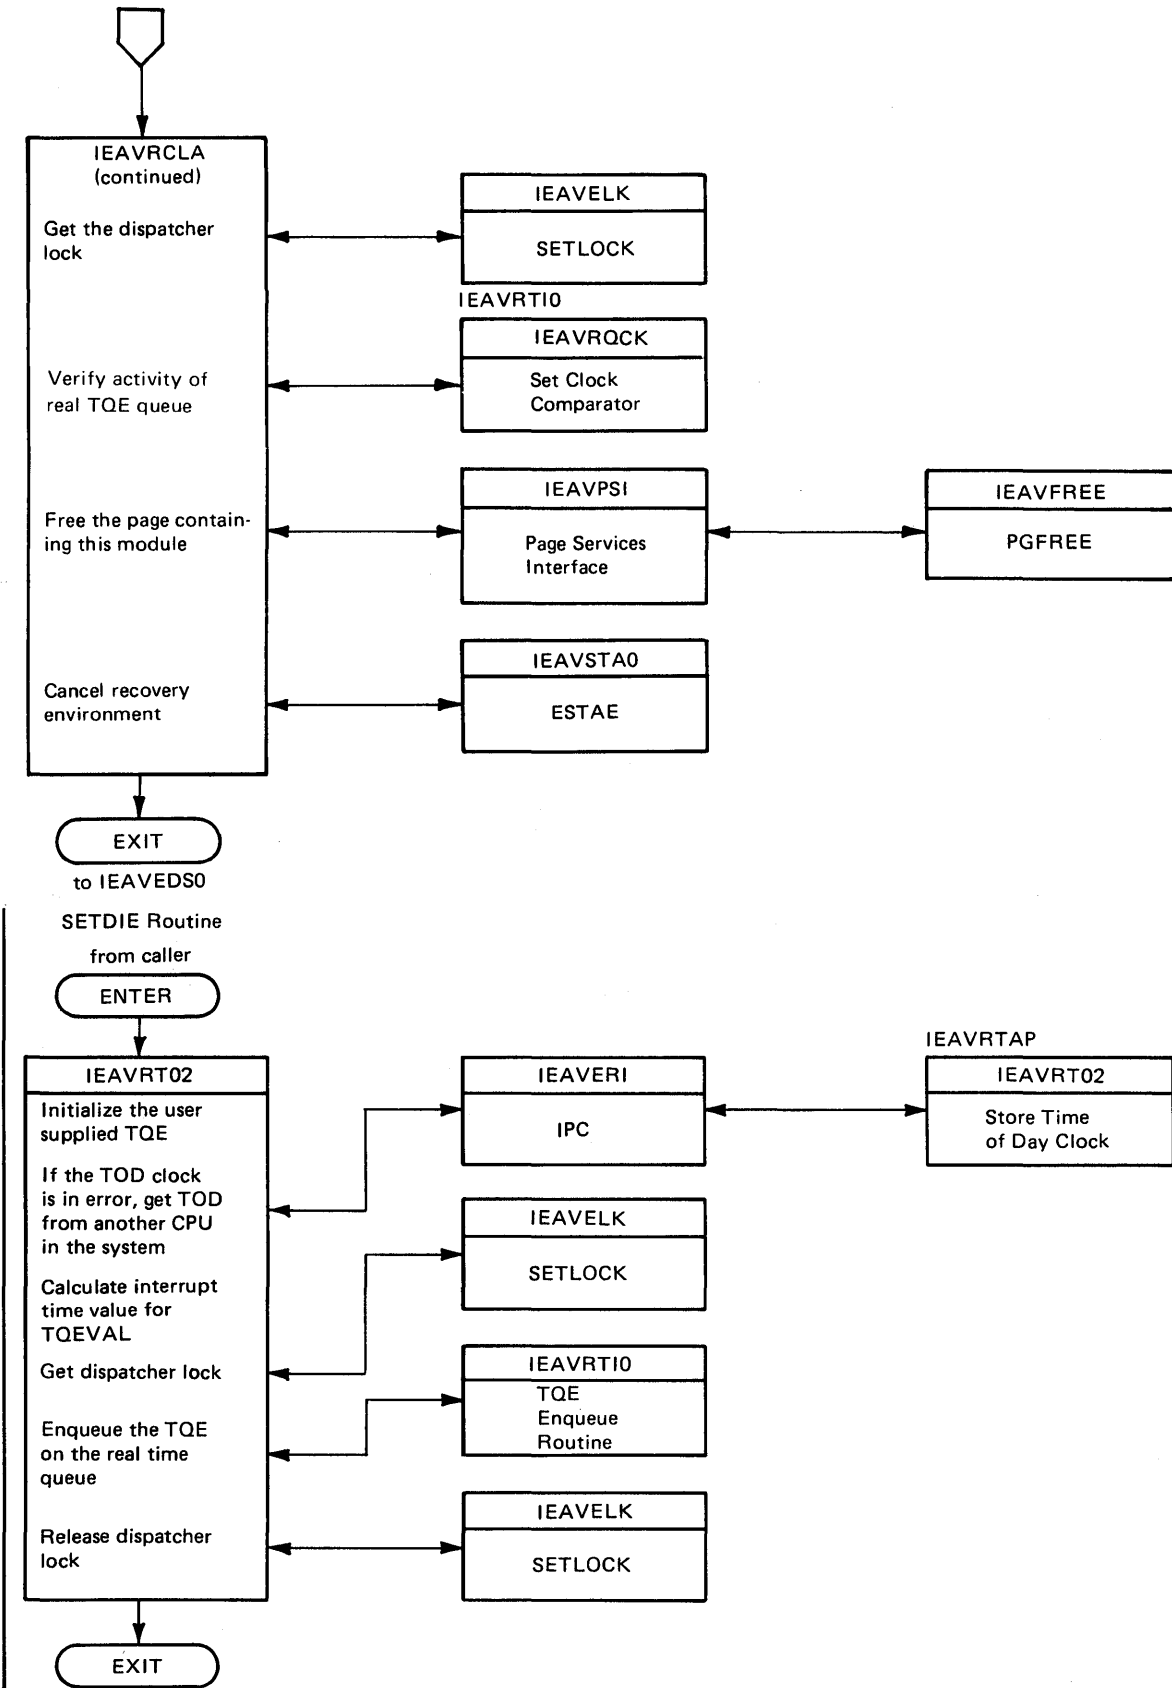 IEAVRCLA
(continued)
Get the dispatcher
lock
IEAVELK
SETLOCK
IEAVRTI0
IEAVRQCK
Verify activity of
real TQE queue
Set Clock
Comparator
IEAVPSI
Free the page contain-
ing this module
Page Services
Interface
IEAVFREE
PGFREE
IEAVSTA0
Cancel recovery
environment
ESTAE
EXIT
to IEAVEDS0
SETDIE Routine
from caller
ENTER
IEAVRT02
Initialize the user
supplied TQE
If the TOD clock
is in error, get TOD
from another CPU
in the system
Calculate interrupt
time value for
TQEVAL
Get dispatcher lock
Enqueue the TQE
on the real time
queue
Release dispatcher
lock
IEAVERI
IPC
IEAVRTAP
IEAVRT02
Store Time
of Day Clock
IEAVELK
SETLOCK
IEAVRTI0
TQE
Enqueue
Routine
IEAVELK
SETLOCK
EXIT